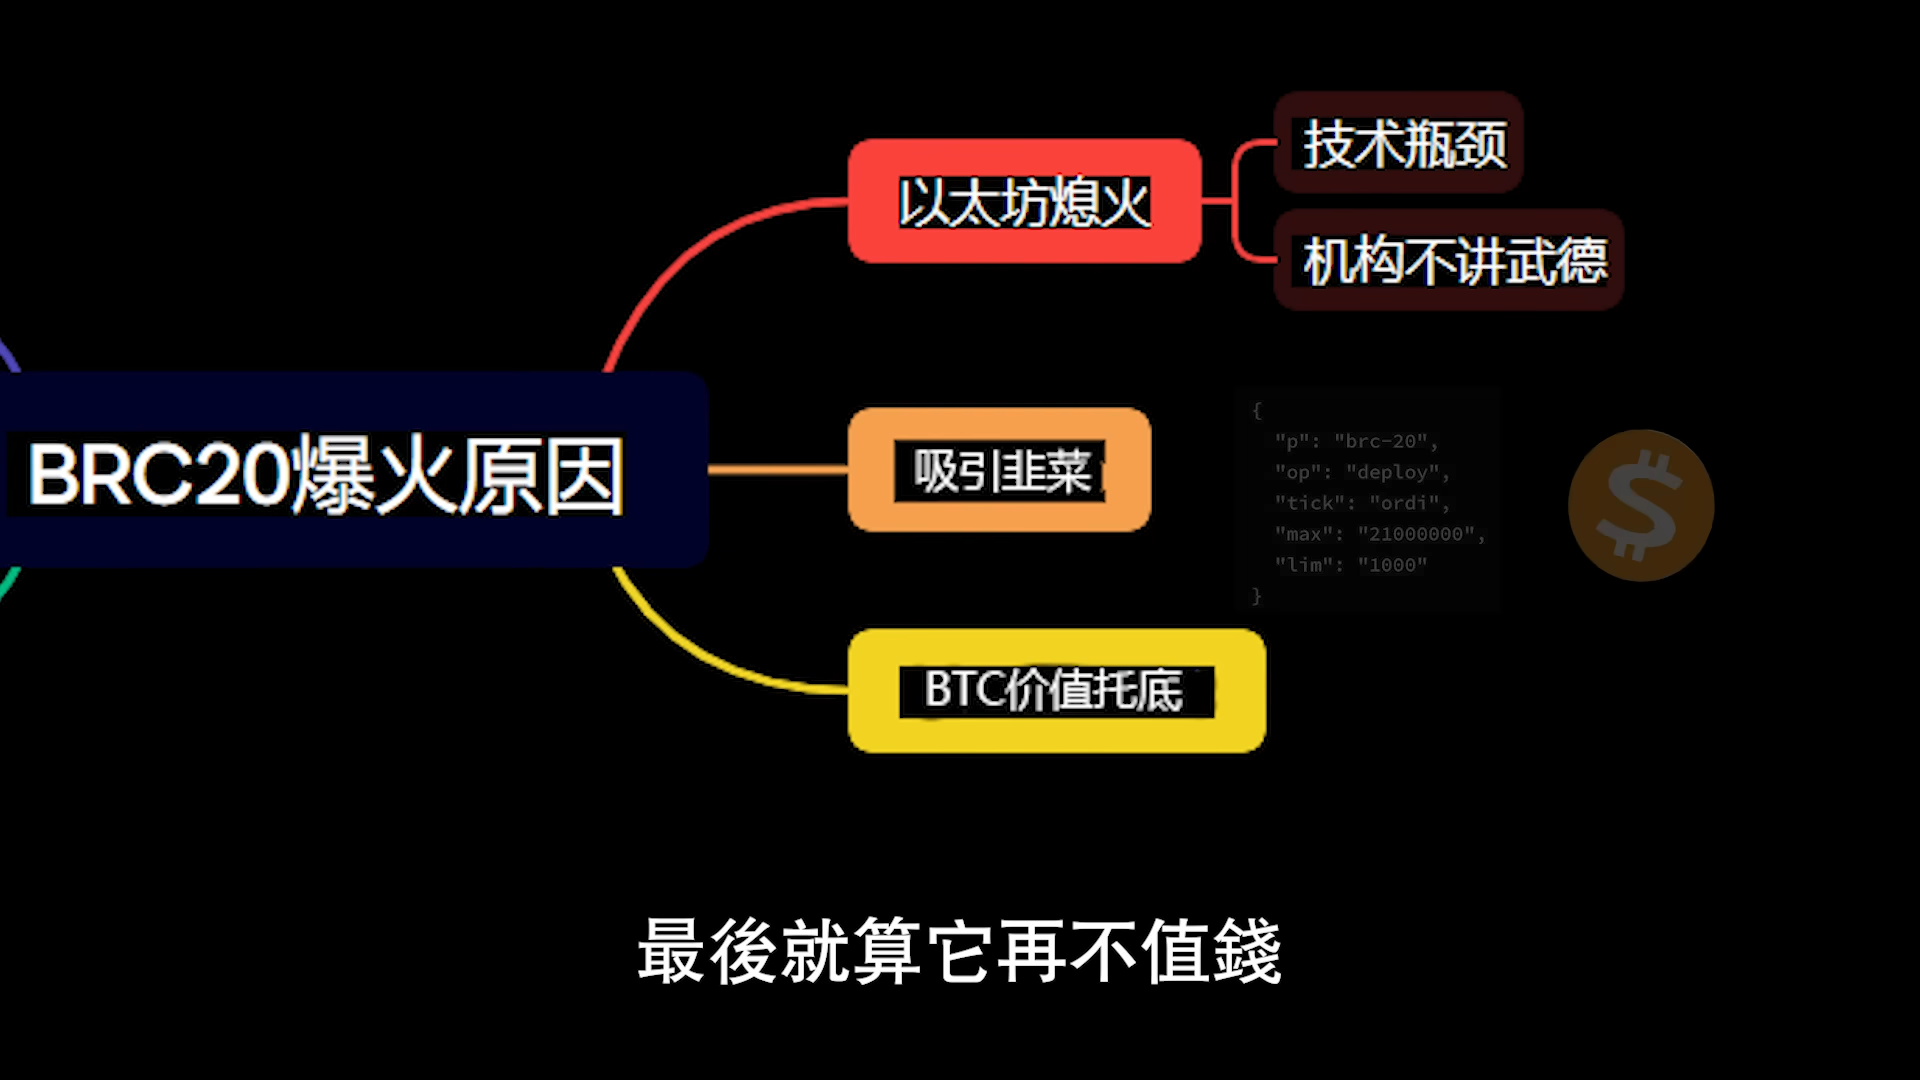 技术瓶颈
以太坊熄火
机构不讲武德
BRC20爆火原因
吸引韭菜
{
"p": "brc-20",
"op": "deploy",
"tick": "ordi",
"max": "21000000",
"lim": "1000"
}
BTC价值托底
最後就算它再不值錢